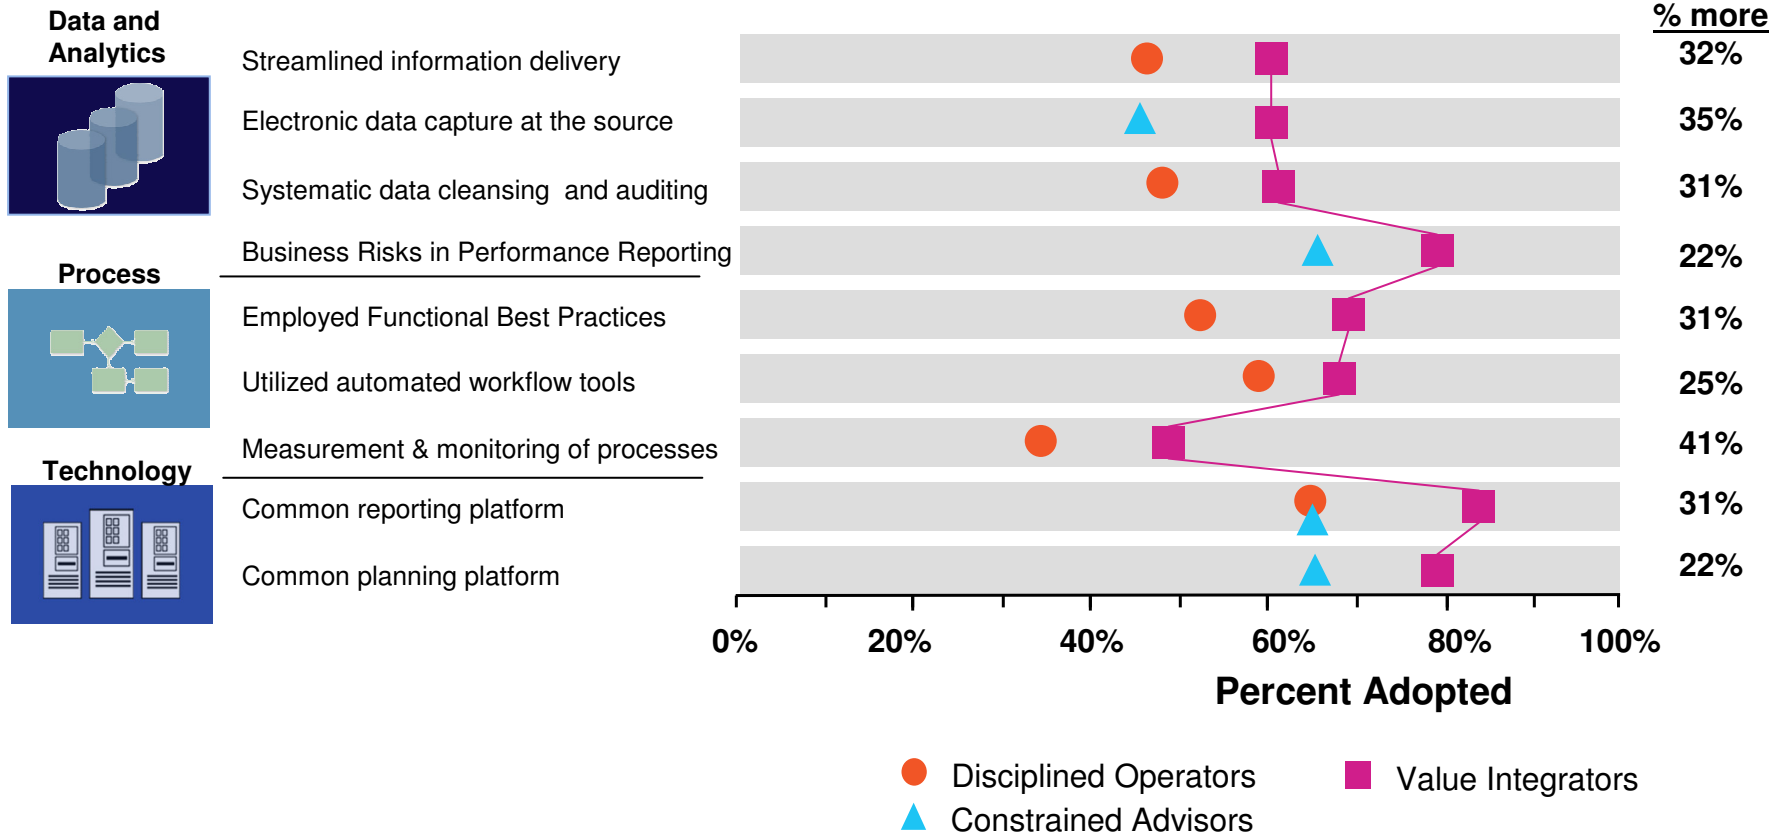 Data and
Analytics
% more
Streamlined information delivery
32%
Electronic data capture at the source
35%
Systematic data cleansing  and auditing
31%
Business Risks in Performance Reporting
22%
Process
Employed Functional Best Practices
31%
Utilized automated workflow tools
25%
Measurement & monitoring of processes
41%
Technology
Common reporting platform
31%
Common planning platform
22%
0% 20% 40% 60% 80% 100%
Percent Adopted
Disciplined Operators
Value Integrators
Constrained Advisors